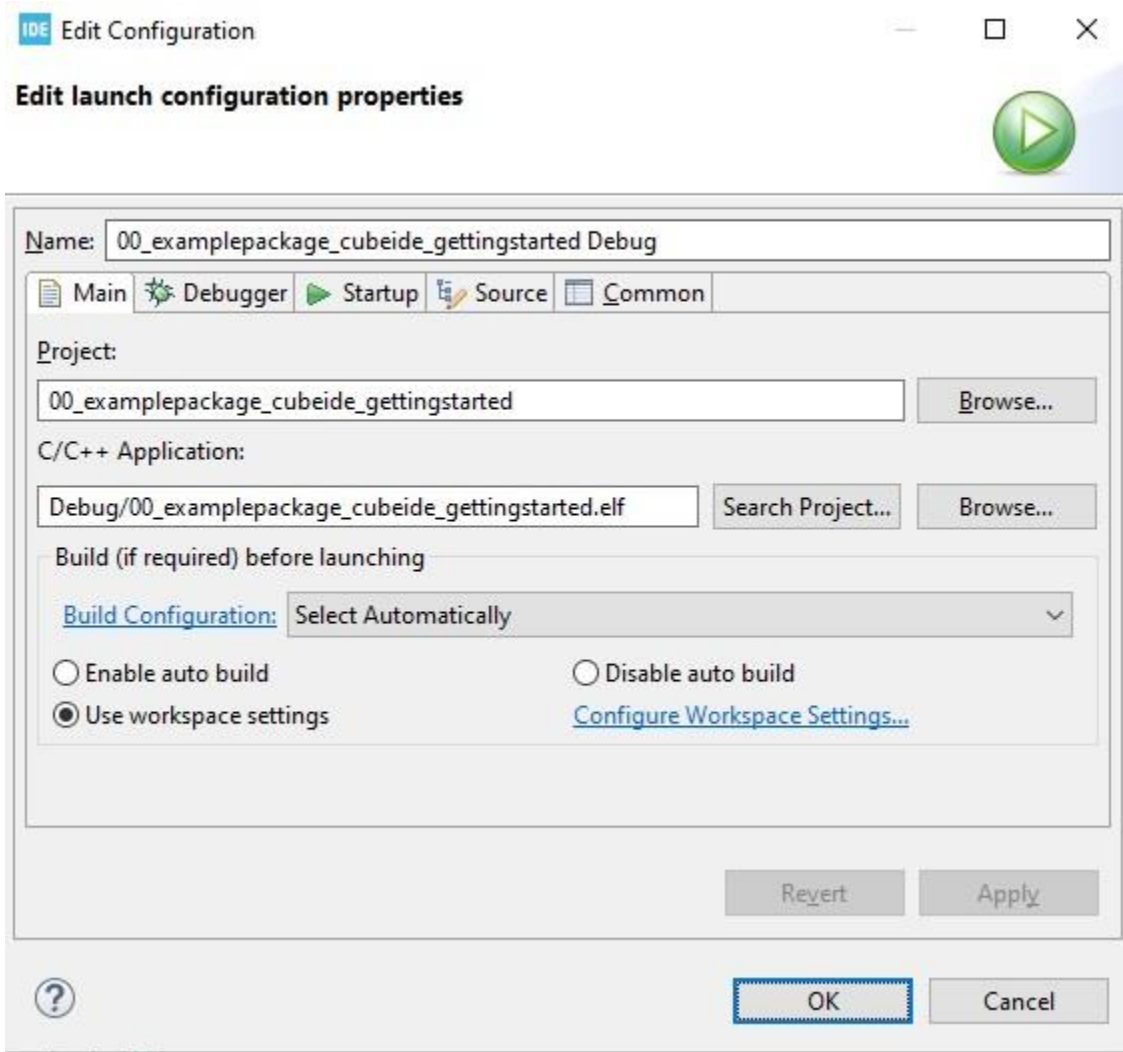 IDE Edit Configuration
Edit launch configuration properties
Name: 00_examplepackage_cubeide_gettingstarted Debug
Main Debugger Startup Source Common
Project:
00_examplepackage_cubeide_gettingstarted Browse...
C/C++ Application:
Debug/00_examplepackage_cubeide_gettingstarted.elf Search Project... Browse...
Build (if required) before launching
Build Configuration: Select Automatically
Enable auto build Disable auto build
Use workspace settings Configure Workspace Settings...
Revert Apply
? OK Cancel